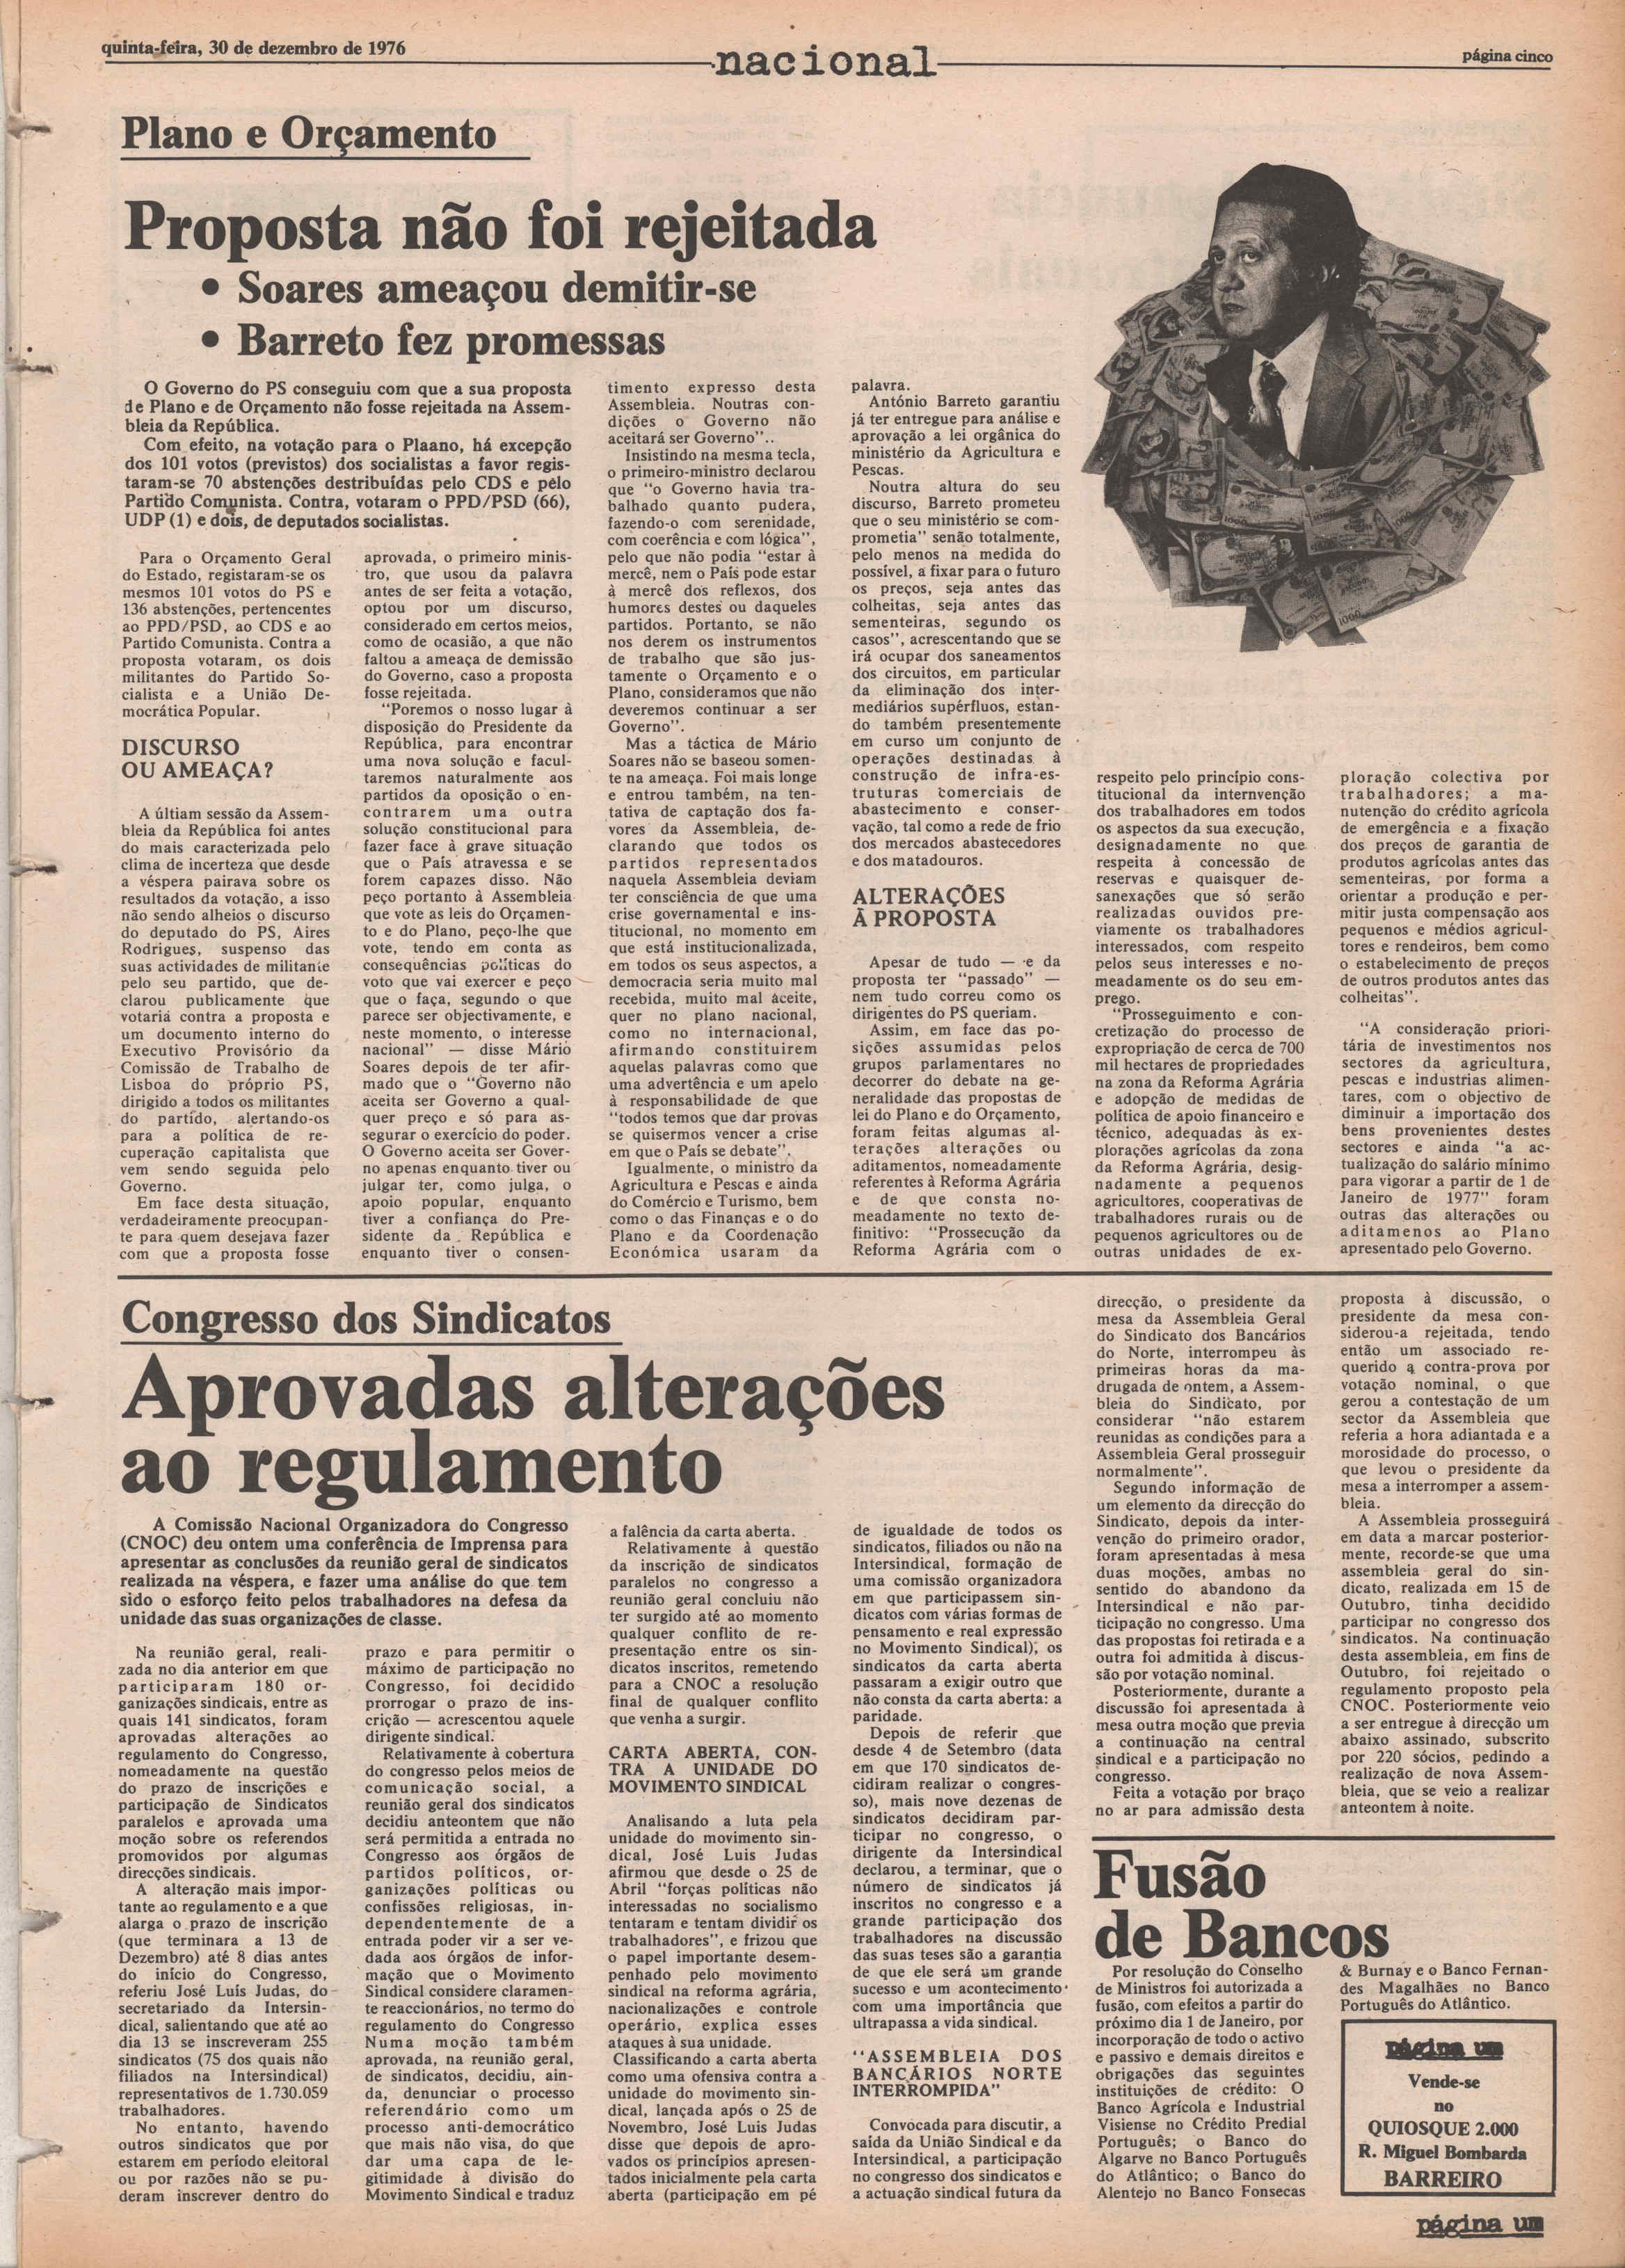 quinta-feira, 30 de dezembro de 1976
nacional
página cinco
Plano e Orçamento
Proposta não foi rejeitada
• Soares ameaçou demitir-se
• Barreto fez promessas
O Governo do PS conseguiu com que a sua proposta
de Plano e de Orçamento não fosse rejeitada na Assem-
bleia da República.
Com efeito, na votação para o Plaano, há excepção
dos 101 votos (previstos) dos socialistas a favor regis-
taram-se 70 abstenções destribuídas pelo CDS e pelo
Partido Comunista. Contra, votaram o PPD/PSD (66),
UDP (1) e dois, de deputados socialistas.
Para o Orçamento Geral
do Estado, registaram-se os
mesmos 101 votos do PS e
136 abstenções, pertencentes
ao PPD/PSD, ao CDS e ao
Partido Comunista. Contra a
proposta votaram, os dois
militantes do Partido So-
cialista e a União De-
mocrática Popular.
DISCURSO
OU AMEAÇA?
A últiam sessão da Assem-
bleia da República foi antes
do mais caracterizada pelo
clima de incerteza que desde
a véspera pairava sobre os
resultados da votação, a isso
não sendo alheios o discurso
do deputado do PS, Aires
Rodrigues, suspenso das
suas actividades de militante
pelo seu partido, que de-
clarou publicamente que
votaria contra a proposta e
um documento interno do
Executivo Provisório da
Comissão de Trabalho de
Lisboa do próprio PS,
dirigido a todos os militantes
do partido, alertando-os
para a política de re-
cuperação capitalista que
vem sendo seguida pelo
Governo.
Em face desta situação,
verdadeiramente preocupan-
te para quem desejava fazer
com que a proposta fosse
aprovada, o primeiro minis-
tro, que usou da palavra
antes de ser feita a votação,
optou por um discurso,
considerado em certos meios,
como de ocasião, a que não
faltou a ameaça de demissão
do Governo, caso a proposta
fosse rejeitada.
"Poremos o nosso lugar à
disposição do Presidente da
República, para encontrar
uma nova solução e facul-
taremos naturalmente aos
partidos da oposição o en-
contrarem uma outra
solução constitucional para
fazer face à grave situação
que o País atravessa e se
forem capazes disso. Não
peço portanto à Assembleia
que vote as leis do Orçamen-
to e do Plano, peço-lhe que
vote, tendo em conta as
consequências políticas do
voto que vai exercer e peço
que o faça, segundo o que
parece ser objectivamente, e
neste momento, o interesse
nacional" — disse Mário
Soares depois de ter afir-
mado que o "Governo não
aceita ser Governo a qual-
quer preço e só para as-
segurar o exercício do poder.
O Governo aceita ser Gover-
no apenas enquanto tiver ou
julgar ter, como julga, o
apoio popular, enquanto
tiver a confiança do Pre-
sidente da República e
enquanto tiver o consen-
timento expresso desta
Assembleia. Noutras con-
dições o Governo não
aceitará ser Governo"..
Insistindo na mesma tecla,
o primeiro-ministro declarou
que "o Governo havia tra-
balhado quanto pudera,
fazendo-o com serenidade,
com coerência e com lógica",
pelo que não podia "estar à
mercê, nem o País pode estar
à mercê dos reflexos, dos
humores destes ou daqueles
partidos. Portanto, se não
nos derem os instrumentos
de trabalho que são jus-
tamente o Orçamento e o
Plano, consideramos que não
deveremos continuar a ser
Governo".
Mas a táctica de Mário
Soares não se baseou somen-
te na ameaça. Foi mais longe
e entrou também, na ten-
tativa de captação dos fa-
vores da Assembleia, de-
clarando que todos os
partidos representados
naquela Assembleia deviam
ter consciência de que uma
crise governamental e ins-
titucional, no momento em
que está institucionalizada,
em todos os seus aspectos, a
democracia seria muito mal
recebida, muito mal aceite,
quer no plano nacional,
como no internacional,
afirmando constituirem
aquelas palavras como que
uma advertência e um apelo
à responsabilidade de que
"todos temos que dar provas
se quisermos vencer a crise
em que o País se debate".
Igualmente, o ministro da
Agricultura e Pescas e ainda
do Comércio e Turismo, bem
como o das Finanças e o do
Plano e da Coordenação
Económica usaram da
palavra.
António Barreto garantiu
já ter entregue para análise e
aprovação a lei orgânica do
ministério da Agricultura e
Pescas.
Noutra altura do seu
discurso, Barreto prometeu
que o seu ministério se com-
prometia" senão totalmente,
pelo menos na medida do
possível, a fixar para o futuro
os preços, seja antes das
colheitas, seja antes das
sementeiras, segundo os
casos", acrescentando que se
irá ocupar dos saneamentos
dos circuitos, em particular
da eliminação dos inter-
mediários supérfluos, estan-
do também presentemente
em curso um conjunto de
operações destinadas à
construção de infra-es-
truturas comerciais de
abastecimento e conser-
vação, tal como a rede de frio
dos mercados abastecedores
e dos matadouros.
ALTERAÇÕES
À PROPOSTA
Apesar de tudo — e da
proposta ter "passado" —
nem tudo correu como os
dirigentes do PS queriam.
Assim, em face das po-
sições assumidas pelos
grupos parlamentares no
decorrer do debate na ge-
neralidade das propostas de
lei do Plano e do Orçamento,
foram feitas algumas al-
terações alterações ou
aditamentos, nomeadamente
referentes à Reforma Agrária
e de que consta no-
meadamente no texto de-
finitivo: "Prossecução da
Reforma Agrária com o
respeito pelo princípio cons-
titucional da internvenção
dos trabalhadores em todos
os aspectos da sua execução,
designadamente no que
respeita à concessão de
reservas e quaisquer de-
sanexações que só serão
realizadas ouvidos pre-
viamente os trabalhadores
interessados, com respeito
pelos seus interesses e no-
meadamente os do seu em-
prego.
"Prosseguimento e con-
cretização do processo de
expropriação de cerca de 700
mil hectares de propriedades
na zona da Reforma Agrária
e adopção de medidas de
política de apoio financeiro e
técnico, adequadas às ex-
plorações agrícolas da zona
da Reforma Agrária, desig-
nadamente a pequenos
agricultores, cooperativas de
trabalhadores rurais ou de
pequenos agricultores ou de
outras unidades de ex-
ploração colectiva por
trabalhadores; a ma-
nutenção do crédito agrícola
de emergência e a fixação
dos preços de garantia de
produtos agrícolas antes das
sementeiras, por forma a
orientar a produção e per-
mitir justa compensação aos
pequenos e médios agricul-
tores e rendeiros, bem como
o estabelecimento de preços
de outros produtos antes das
colheitas".
"A consideração priori-
tária de investimentos nos
sectores da agricultura,
pescas e industrias alimen-
tares, com o objectivo de
diminuir a importação dos
bens provenientes destes
sectores e ainda "a ac-
tualização do salário mínimo
para vigorar a partir de 1 de
Janeiro de 1977" foram
outras das alterações ou
aditamenos ao Plano
apresentado pelo Governo.
Congresso dos Sindicatos
Aprovadas alterações
ao regulamento
A Comissão Nacional Organizadora do Congresso
(CNOC) deu ontem uma conferência de Imprensa para
apresentar as conclusões da reunião geral de sindicatos
realizada na véspera, e fazer uma análise do que tem
sido o esforço feito pelos trabalhadores na defesa da
unidade das suas organizações de classe.
Na reunião geral, reali-
zada no dia anterior em que
participaram 180 or-
ganizações sindicais, entre as
quais 141 sindicatos, foram
aprovadas alterações ao
regulamento do Congresso,
nomeadamente na questão
do prazo de inscrições e
participação de Sindicatos
paralelos e aprovada uma
moção sobre os referendos
promovidos por algumas
direcções sindicais.
A alteração mais impor-
tante ao regulamento e a que
alarga o prazo de inscrição
(que terminara a 13 de
Dezembro) até 8 dias antes
do início do Congresso,
referiu José Luís Judas, do
secretariado da Intersin-
dical, salientando que até ao
dia 13 se inscreveram 255
sindicatos (75 dos quais não
filiados na Intersindical)
representativos de 1.730.059
trabalhadores.
No entanto, havendo
outros sindicatos que por
estarem em período eleitoral
ou por razões não se pu-
deram inscrever dentro do
prazo e para permitir o
máximo de participação no
Congresso, foi decidido
prorrogar o prazo de ins-
crição — acrescentou aquele
dirigente sindical.
Relativamente à cobertura
do congresso pelos meios de
comunicação social, a
reunião geral dos sindicatos
decidiu anteontem que não
será permitida a entrada no
Congresso aos órgãos de
partidos políticos, or-
ganizações políticas ou
confissões religiosas, in-
dependentemente de a
entrada poder vir a ser ve-
dada aos órgãos de infor-
mação que o Movimento
Sindical considere claramen-
te reaccionários, no termo do
regulamento do Congresso
Numa moção também
aprovada, na reunião geral,
de sindicatos, decidiu, ain-
da, denunciar o processo
referendário como um
processo anti-democrático
que mais não visa, do que
dar uma capa de le-
gitimidade à divisão do
Movimento Sindical e traduz
a falência da carta aberta.
Relativamente à questão
da inscrição de sindicatos
paralelos no congresso a
reunião geral concluiu não
ter surgido até ao momento
qualquer conflito de re-
presentação entre os sin-
dicatos inscritos, remetendo
para a CNOC a resolução
final de qualquer conflito
que venha a surgir.
CARTA ABERTA, CON-
TRA A UNIDADE DO
MOVIMENTO SINDICAL
Analisando a luta pela
unidade do movimento sin-
dical, José Luis Judas
afirmou que desde o 25 de
Abril "forças políticas não
interessadas no socialismo
tentaram e tentam dividir os
trabalhadores", e frizou que
o papel importante desem-
penhado pelo movimento
sindical na reforma agrária,
nacionalizações e controle
operário, explica esses
ataques à sua unidade.
Classificando a carta aberta
como uma ofensiva contra a
unidade do movimento sin-
dical, lançada após o 25 de
Novembro, José Luis Judas
disse que depois de apro-
vados os princípios apresen-
tados inicialmente pela carta
aberta (participação em pé
de igualdade de todos os
sindicatos, filiados ou não na
Intersindical, formação de
uma comissão organizadora
em que participassem sin-
dicatos com várias formas de
pensamento e real expressão
no Movimento Sindical), os
sindicatos da carta aberta
passaram a exigir outro que
não consta da carta aberta: a
paridade.
Depois de referir que
desde 4 de Setembro (data
em que 170 sindicatos de-
cidiram realizar o congres-
so), mais nove dezenas de
sindicatos decidiram par-
ticipar no congresso, o
dirigente da Intersindical
declarou, a terminar, que o
número de sindicatos já
inscritos no congresso e a
grande participação dos
trabalhadores na discussão
das suas teses são a garantia
de que ele será um grande
sucesso e um acontecimento
com uma importância que
ultrapassa a vida sindical.
"ASSEMBLEIA DOS
BANCÁRIOS NORTE
INTERROMPIDA"
Convocada para discutir, a
saída da União Sindical e da
Intersindical, a participação
no congresso dos sindicatos e
a actuação sindical futura da
direcção, o presidente da
mesa da Assembleia Geral
do Sindicato dos Bancários
do Norte, interrompeu às
primeiras horas da ma-
drugada de ontem, a Assem-
bleia do Sindicato, por
considerar "não estarem
reunidas as condições para a
Assembleia Geral prosseguir
normalmente".
Segundo informação de
um elemento da direcção do
Sindicato, depois da inter-
venção do primeiro orador,
foram apresentadas à mesa
duas moções, ambas no
sentido do abandono da
Intersindical e não par-
ticipação no congresso. Uma
das propostas foi retirada e a
outra foi admitida à discus-
são por votação nominal.
Posteriormente, durante a
discussão foi apresentada à
mesa outra moção que previa
a continuação na central
sindical e a participação no
congresso.
Feita a votação por braço
no ar para admissão desta
proposta à discussão, o
presidente da mesa con-
siderou-a rejeitada, tendo
então um associado re-
querido a contra-prova por
votação nominal, o que
gerou a contestação de um
sector da Assembleia que
referia a hora adiantada e a
morosidade do processo, o
que levou o presidente da
mesa a interromper a assem-
bleia.
A Assembleia prosseguirá
em data a marcar posterior-
mente, recorde-se que uma
assembleia geral do sin-
dicato, realizada em 15 de
Outubro, tinha decidido
participar no congresso dos
sindicatos. Na continuação
desta assembleia, em fins de
Outubro, foi rejeitado o
regulamento proposto pela
CNOC. Posteriormente veio
a ser entregue à direcção um
abaixo assinado, subscrito
por 220 sócios, pedindo a
realização de nova Assem-
bleia, que se veio a realizar
anteontem à noite.
Fusão
de Bancos
Por resolução do Conselho
de Ministros foi autorizada a
fusão, com efeitos a partir do
próximo dia 1 de Janeiro, por
incorporação de todo o activo
e passivo e demais direitos e
obrigações das seguintes
instituições de crédito: O
Banco Agrícola e Industrial
Visiense no Crédito Predial
Português; o Banco do
Algarve no Banco Português
do Atlântico; o Banco do
Alentejo no Banco Fonsecas
& Burnay e o Banco Fernan-
des Magalhães no Banco
Português do Atlântico.
página um
Vende-se
no
QUIOSQUE 2.000
R. Miguel Bombarda
BARREIRO
página um